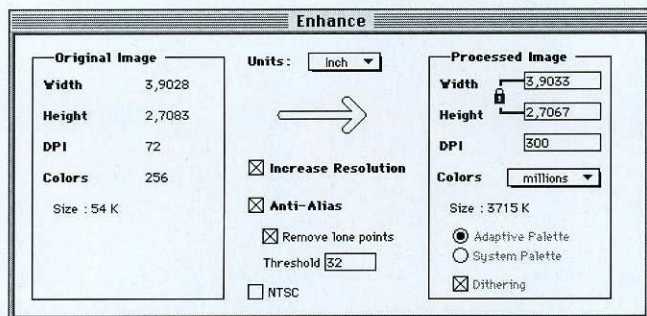 Enhance
Original Image
Width 3,9028
Height 2,7083
DPI 72
Colors 256
Size : 54 K
Units : Inch
Increase Resolution
Anti-Alias
Remove lone points
Threshold 32
NTSC
Processed Image
Width 3,9033
Height 2,7067
DPI 300
Colors millions
Size : 3715 K
Adaptive Palette
System Palette
Dithering